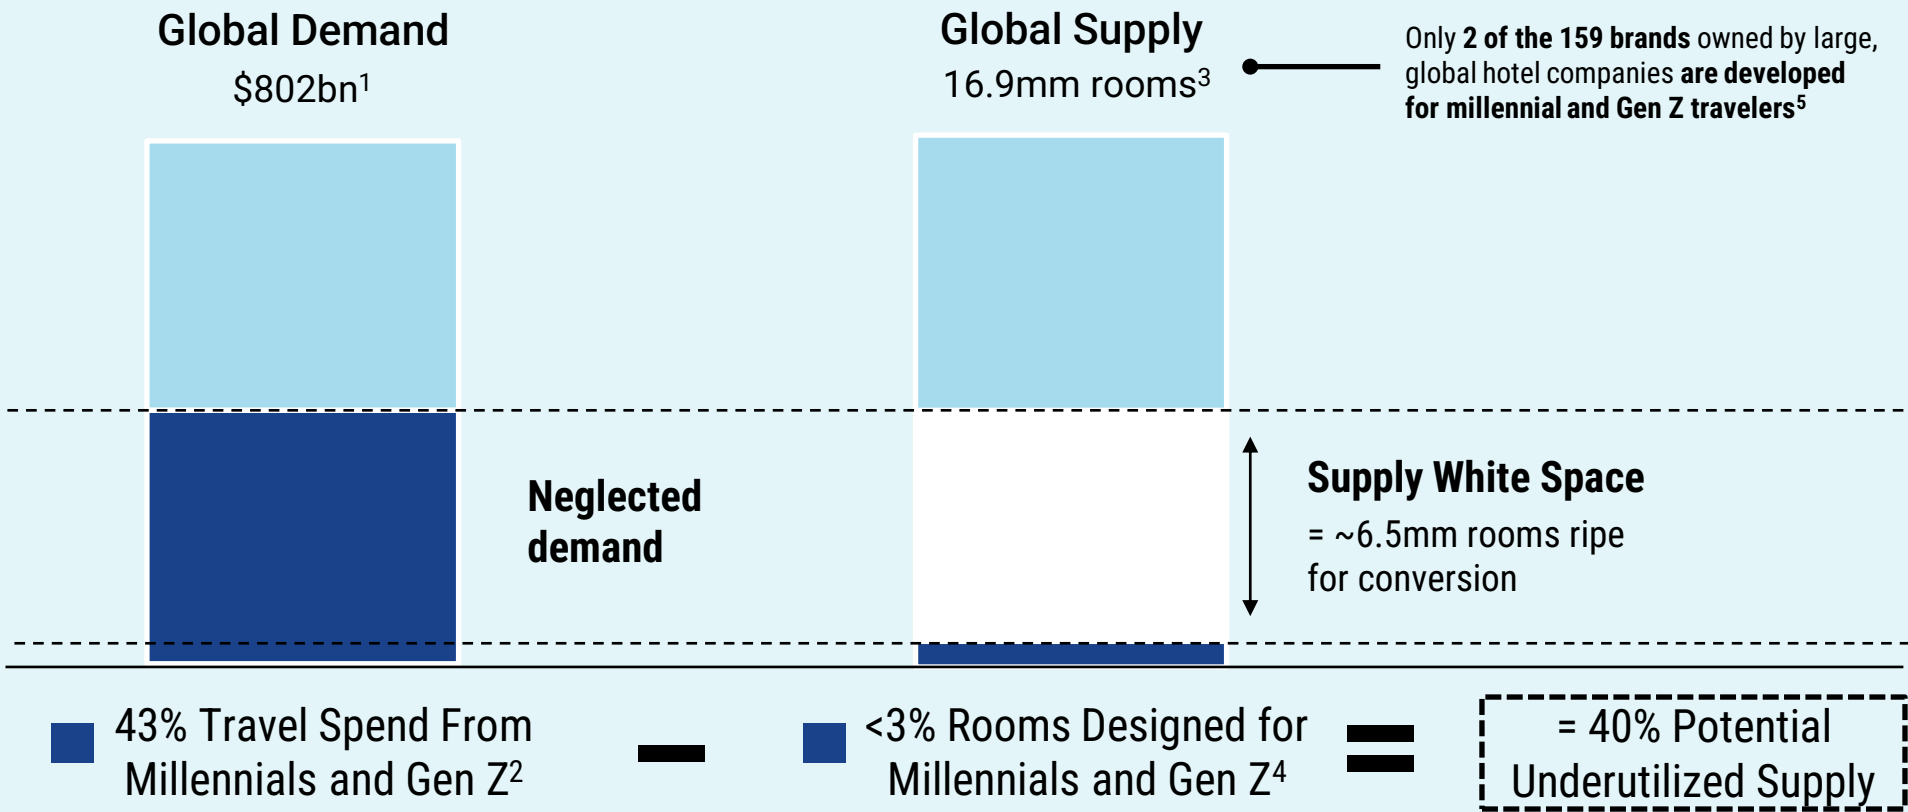 Global Demand
$802bn¹
Global Supply
16.9mm rooms³
Only 2 of the 159 brands owned by large,
global hotel companies are developed
for millennial and Gen Z travelers⁵
Neglected
demand
Supply White Space
= ~6.5mm rooms ripe
for conversion
43% Travel Spend From
Millennials and Gen Z²
<3% Rooms Designed for
Millennials and Gen Z⁴
= 40% Potential
Underutilized Supply